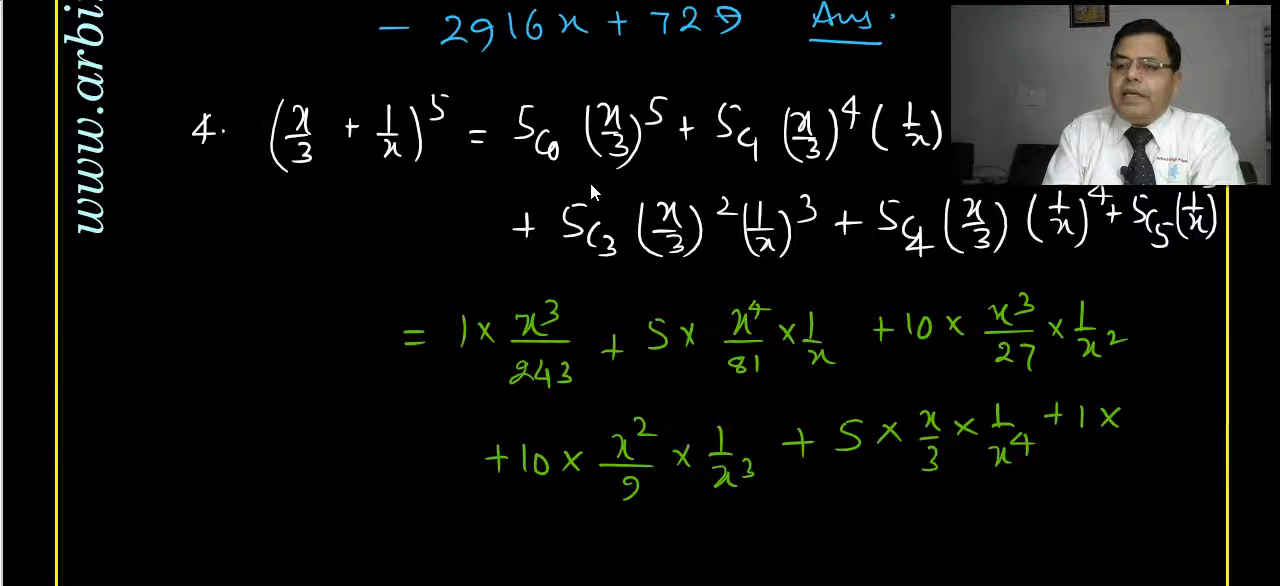 www.arbi
- 2916x + 729 Ans.
4. (x/3 + 1/x)^5 = 5C0 (x/3)^5 + 5C1 (x/3)^4 (1/x)
+ 5C3 (x/3)^2 (1/x)^3 + 5C4 (x/3) (1/x)^4 + 5C5 (1/x)
= 1 × x^3/243 + 5 × x^4/81 × 1/x + 10 × x^3/27 × 1/x^2
+ 10 × x^2/9 × 1/x^3 + 5 × x/3 × 1/x^4 + 1 ×